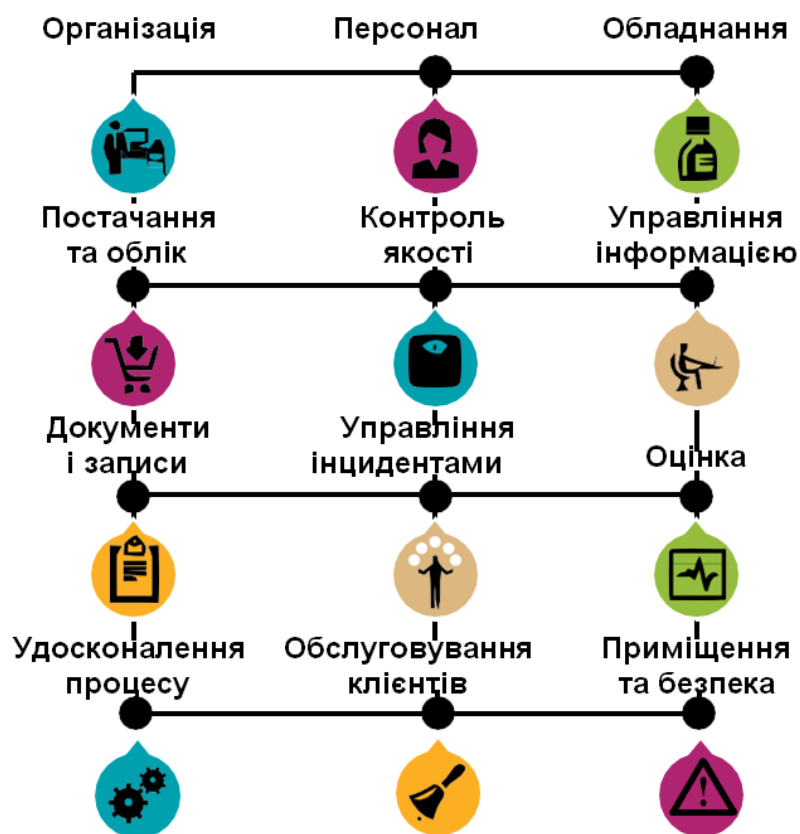 Організація
Персонал
Обладнання
Постачання
та облік
Контроль
якості
Управління
інформацією
Документи
і записи
Управління
інцидентами
Оцінка
Удосконалення
процесу
Обслуговування
клієнтів
Приміщення
та безпека